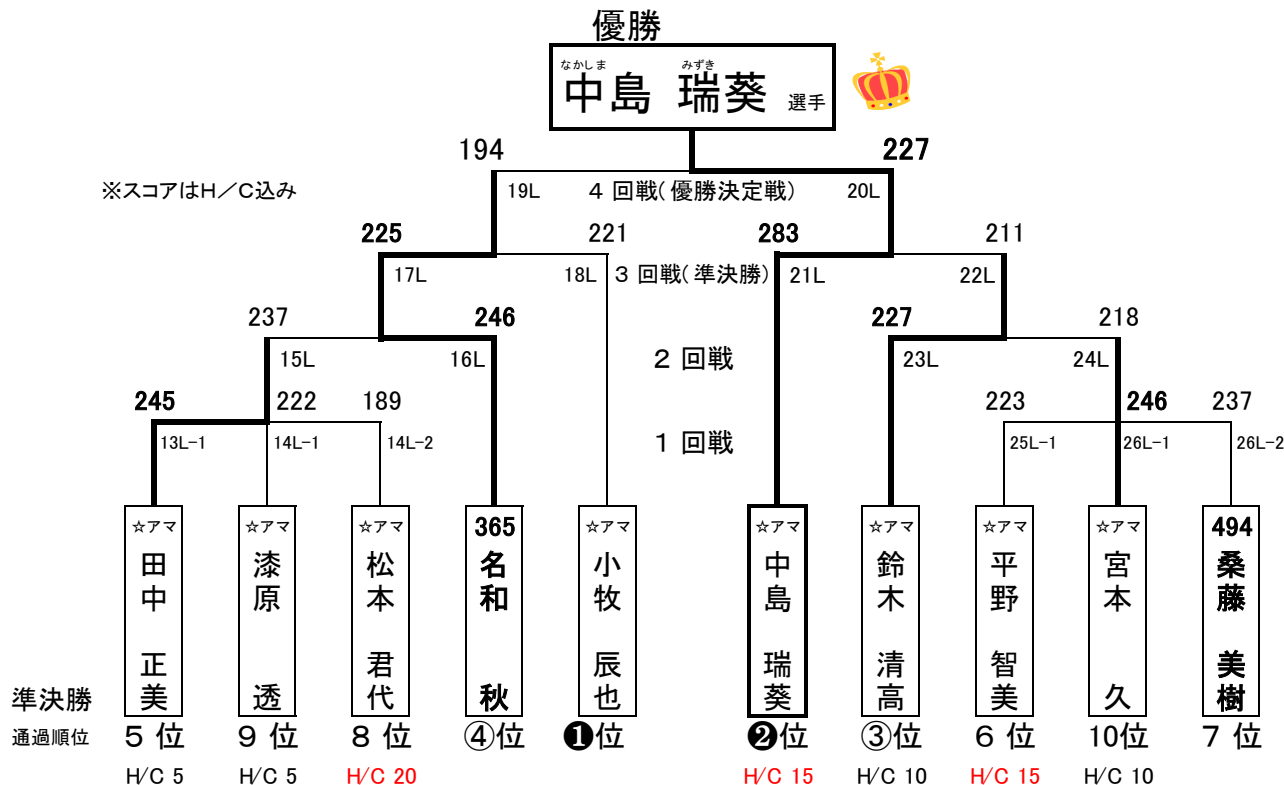 優勝
なかしま みずき
中島 瑞葵 選手
194 227
※スコアはH／C込み
19L ４ 回戦( 優勝決定戦) 20L
225 221 283 211
17L 18L ３ 回戦( 準決勝) 21L 22L
237 246 227 218
15L 16L ２ 回戦 23L 24L
245 222 189 223 246 237
13L-1 14L-1 14L-2 １ 回戦 25L-1 26L-1 26L-2
☆アマ ☆アマ ☆アマ 365 ☆アマ ☆アマ ☆アマ ☆アマ ☆アマ 494
田中 正美
漆原 透
松本 君代
名和 秋
小牧 辰也
中島 瑞葵
鈴木 清高
平野 智美
宮本 久
桑藤 美樹
準決勝
通過順位 ５ 位 ９ 位 ８ 位 ④位 ❶位 ❷位 ③位 ６ 位 10位 ７ 位
H/C 5 H/C 5 H/C 20 H/C 15 H/C 10 H/C 15 H/C 10